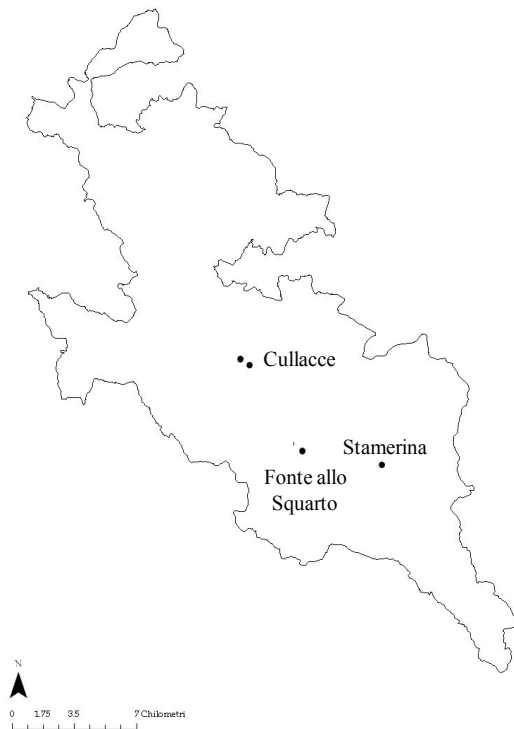 Cullacce
Stamerina
Fonte allo
Squarto
N
0 1.75 3.5 7 Chilometri